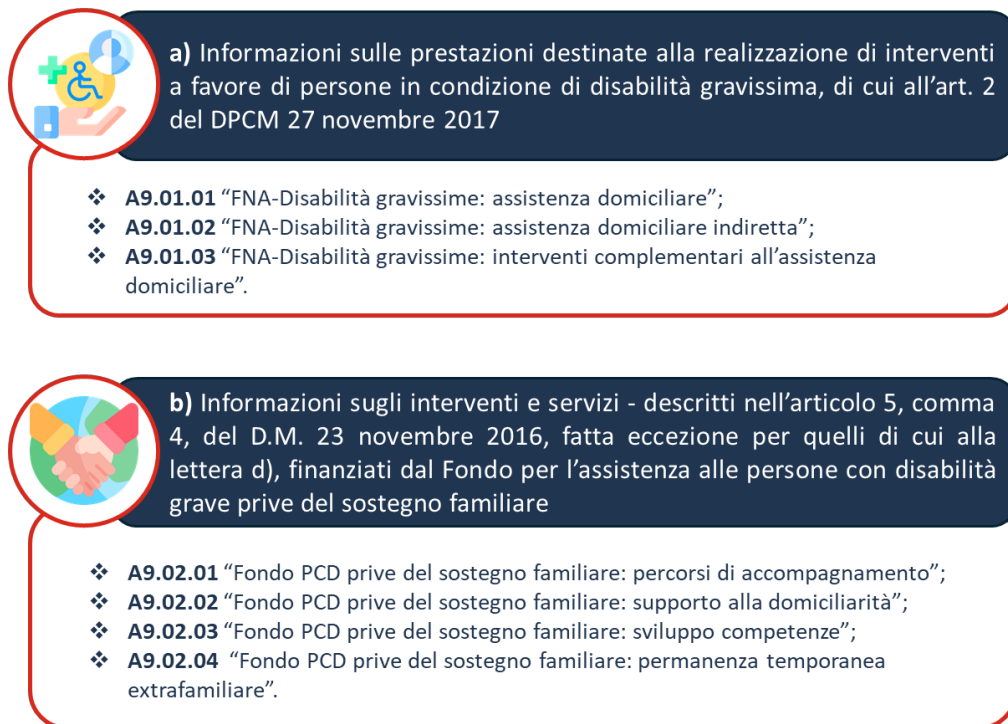 a) Informazioni sulle prestazioni destinate alla realizzazione di interventi
a favore di persone in condizione di disabilità gravissima, di cui all’art. 2
del DPCM 27 novembre 2017
❖ A9.01.01 “FNA-Disabilità gravissime: assistenza domiciliare”;
❖ A9.01.02 “FNA-Disabilità gravissime: assistenza domiciliare indiretta”;
❖ A9.01.03 “FNA-Disabilità gravissime: interventi complementari all’assistenza
domiciliare”.
b) Informazioni sugli interventi e servizi - descritti nell’articolo 5, comma
4, del D.M. 23 novembre 2016, fatta eccezione per quelli di cui alla
lettera d), finanziati dal Fondo per l’assistenza alle persone con disabilità
grave prive del sostegno familiare
❖ A9.02.01 “Fondo PCD prive del sostegno familiare: percorsi di accompagnamento”;
❖ A9.02.02 “Fondo PCD prive del sostegno familiare: supporto alla domiciliarità”;
❖ A9.02.03 “Fondo PCD prive del sostegno familiare: sviluppo competenze”;
❖ A9.02.04 “Fondo PCD prive del sostegno familiare: permanenza temporanea
extrafamiliare”.